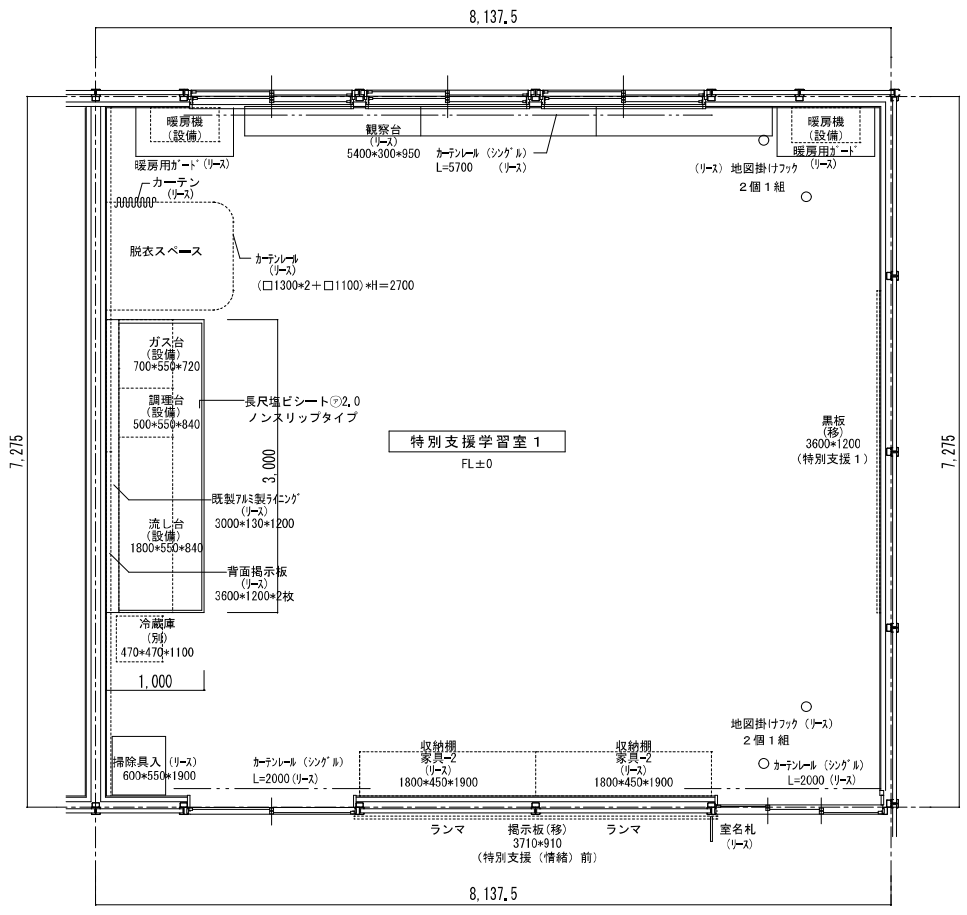 8,137.5
暖房機
(設備)
暖房用ｶﾞｰﾄﾞ(ﾘｰｽ)
観察台
(ﾘｰｽ)
5400*300*950
ｶｰﾃﾝﾚｰﾙ (ｼﾝｸﾞﾙ)
L=5700 (ﾘｰｽ)
暖房機
(設備)
暖房用ｶﾞｰﾄﾞ
(ﾘｰｽ)
(ﾘｰｽ) 地図掛けﾌｯｸ
2個1組
カーテン
(ﾘｰｽ)
脱衣スペース
ｶｰﾃﾝﾚｰﾙ
(ﾘｰｽ)
(□1300*2＋□1100)*H＝2700
ガス台
(設備)
700*550*720
調理台
(設備)
500*550*840
長尺塩ビシート㋐2.0
ノンスリップタイプ
特別支援学習室１
FL±0
黒板
(移)
3600*1200
(特別支援１)
7,275
7,275
3,000
既製ｱﾙﾐ製ﾗｲﾆﾝｸﾞ
(ﾘｰｽ)
3000*130*1200
流し台
(設備)
1800*550*840
背面掲示板
(ﾘｰｽ)
3600*1200*2枚
冷蔵庫
(別)
470*470*1100
1,000
地図掛けﾌｯｸ (ﾘｰｽ)
2個1組
掃除具入 (ﾘｰｽ)
600*550*1900
ｶｰﾃﾝﾚｰﾙ (ｼﾝｸﾞﾙ)
L=2000 (ﾘｰｽ)
収納棚
家具-2
(ﾘｰｽ)
1800*450*1900
収納棚
家具-2
(ﾘｰｽ)
1800*450*1900
ｶｰﾃﾝﾚｰﾙ (ｼﾝｸﾞﾙ)
L=2000 (ﾘｰｽ)
ランマ
掲示板(移)
3710*910
(特別支援 (情緒) 前)
ランマ
室名札
(ﾘｰｽ)
8,137.5